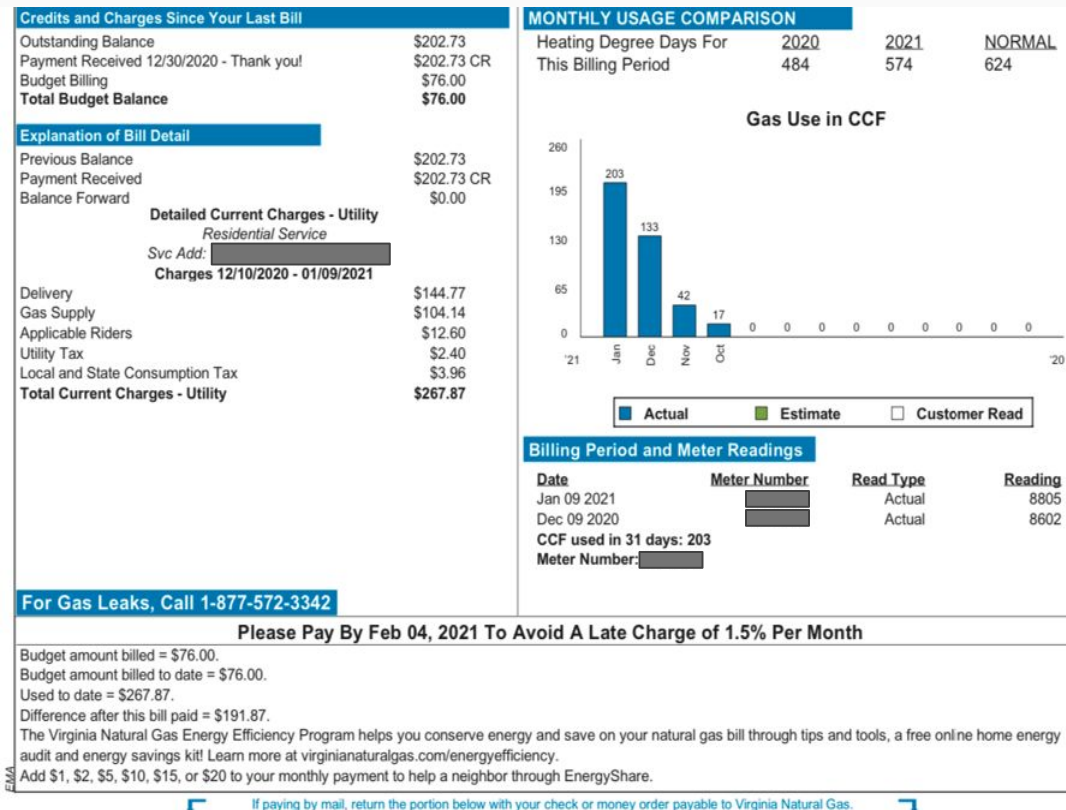 Credits and Charges Since Your Last Bill
Outstanding Balance $202.73
Payment Received 12/30/2020 - Thank you! $202.73 CR
Budget Billing $76.00
Total Budget Balance $76.00
Explanation of Bill Detail
Previous Balance $202.73
Payment Received $202.73 CR
Balance Forward $0.00
Detailed Current Charges - Utility
Residential Service
Svc Add:
Charges 12/10/2020 - 01/09/2021
Delivery $144.77
Gas Supply $104.14
Applicable Riders $12.60
Utility Tax $2.40
Local and State Consumption Tax $3.96
Total Current Charges - Utility $267.87
MONTHLY USAGE COMPARISON
Heating Degree Days For 2020 2021 NORMAL
This Billing Period 484 574 624
Gas Use in CCF
260
195
130
65
0
203
133
42
17
0 0 0 0 0 0 0 0 0
'21 Jan Dec Nov Oct '20
Actual Estimate Customer Read
Billing Period and Meter Readings
Date Meter Number Read Type Reading
Jan 09 2021 Actual 8805
Dec 09 2020 Actual 8602
CCF used in 31 days: 203
Meter Number:
For Gas Leaks, Call 1-877-572-3342
Please Pay By Feb 04, 2021 To Avoid A Late Charge of 1.5% Per Month
Budget amount billed = $76.00.
Budget amount billed to date = $76.00.
Used to date = $267.87.
Difference after this bill paid = $191.87.
The Virginia Natural Gas Energy Efficiency Program helps you conserve energy and save on your natural gas bill through tips and tools, a free online home energy
audit and energy savings kit! Learn more at virginianaturalgas.com/energyefficiency.
Add $1, $2, $5, $10, $15, or $20 to your monthly payment to help a neighbor through EnergyShare.
EMA
If paying by mail, return the portion below with your check or money order payable to Virginia Natural Gas.